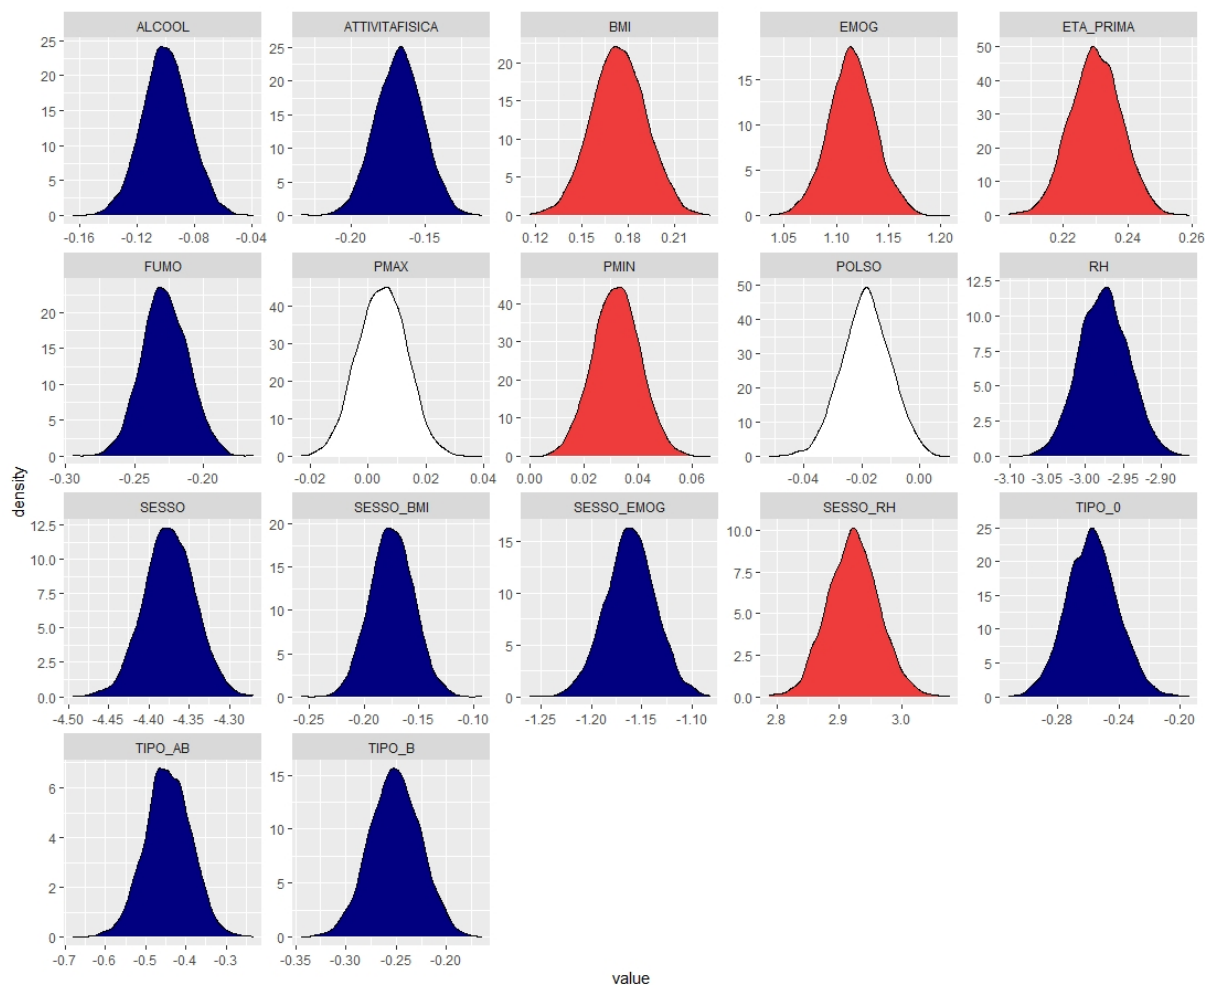 ALCOOL ATTIVITAFISICA BMI EMOG ETA_PRIMA
25 20 15 10 5 0
25 20 15 10 5 0
20 15 10 5 0
15 10 5 0
50 40 30 20 10 0
-0.16 -0.12 -0.08 -0.04
-0.20 -0.15
0.12 0.15 0.18 0.21
1.05 1.10 1.15 1.20
0.22 0.24 0.26
FUMO PMAX PMIN POLSO RH
20 15 10 5 0
40 30 20 10 0
40 30 20 10 0
50 40 30 20 10 0
12.5 10.0 7.5 5.0 2.5 0.0
-0.30 -0.25 -0.20
-0.02 0.00 0.02 0.04
0.00 0.02 0.04 0.06
-0.04 -0.02 0.00
-3.10 -3.05 -3.00 -2.95 -2.90
density
SESSO SESSO_BMI SESSO_EMOG SESSO_RH TIPO_0
12.5 10.0 7.5 5.0 2.5 0.0
20 15 10 5 0
15 10 5 0
10.0 7.5 5.0 2.5 0.0
25 20 15 10 5 0
-4.50 -4.45 -4.40 -4.35 -4.30
-0.25 -0.20 -0.15 -0.10
-1.25 -1.20 -1.15 -1.10
2.8 2.9 3.0
-0.28 -0.24 -0.20
TIPO_AB TIPO_B
6 4 2 0
15 10 5 0
-0.7 -0.6 -0.5 -0.4 -0.3
-0.35 -0.30 -0.25 -0.20
value